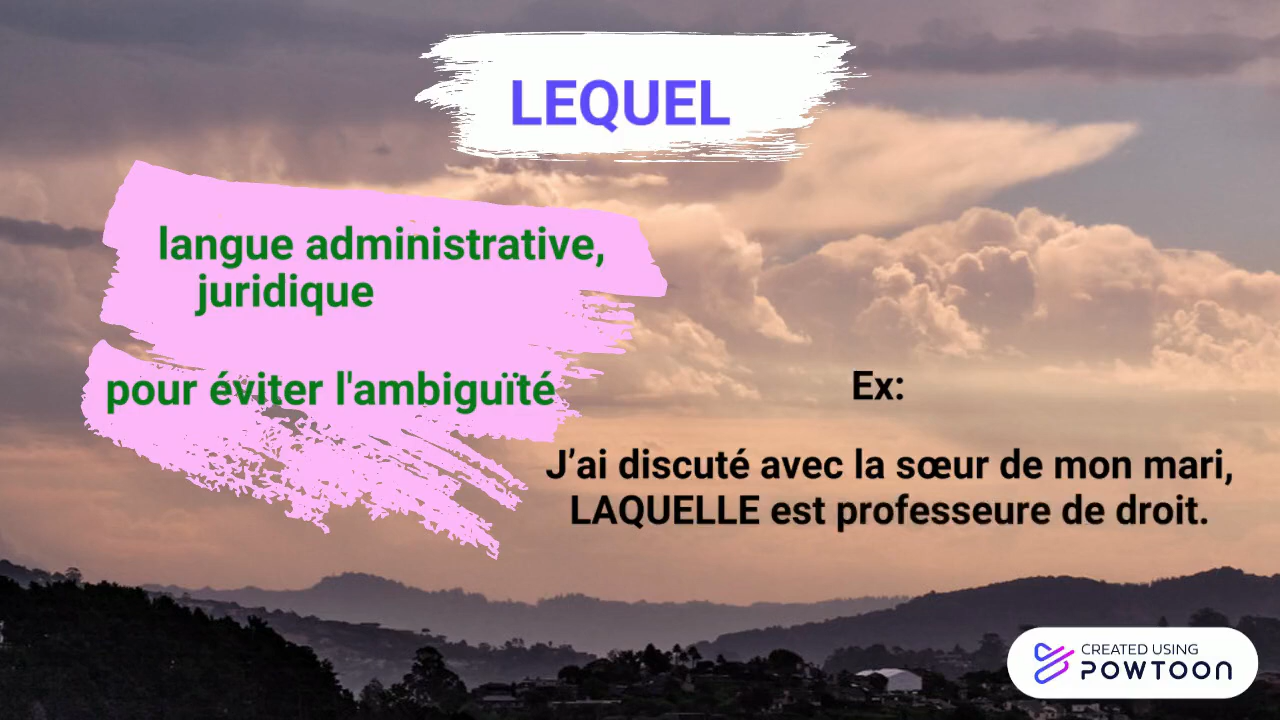 LEQUEL
langue administrative,
juridique
pour éviter l'ambiguïté
Ex:
J’ai discuté avec la sœur de mon mari,
LAQUELLE est professeure de droit.
CREATED USING
POWTOON